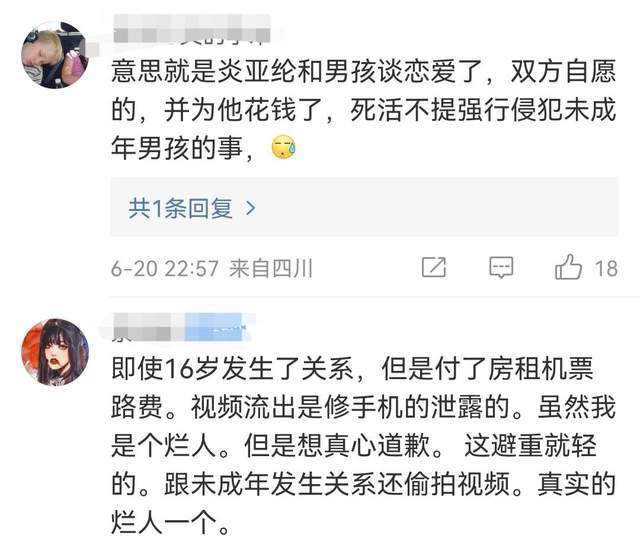 意思就是炎亚纶和男孩谈恋爱了，双方自愿
的，并为他花钱了，死活不提强行侵犯未成
年男孩的事，
共1条回复 >
6-20 22:57 来自四川
18
即使16岁发生了关系，但是付了房租机票
路费。视频流出是修手机的泄露的。虽然我
是个烂人。但是想真心道歉。 这避重就轻
的。跟未成年发生关系还偷拍视频。真实的
烂人一个。